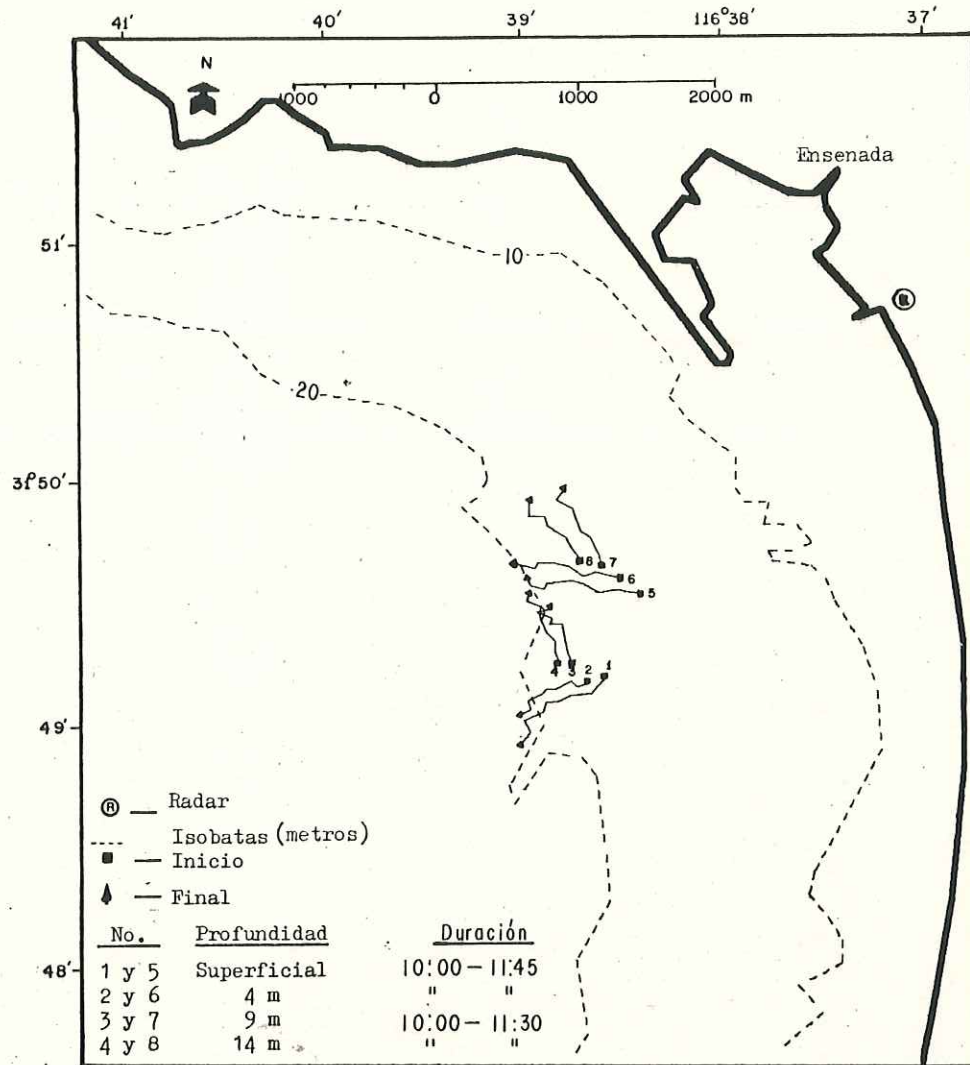 41' 40' 39' 116°38' 37'
N
1000 0 1000 2000 m
Ensenada
51'
10
R
20
31°50'
8 7
6
5
4 3 2 1
49'
R — Radar
Isobatas (metros)
Inicio
Final
No. Profundidad Duración
48'
1 y 5 Superficial 10:00 - 11:45
2 y 6 4 m " "
3 y 7 9 m 10:00 - 11:30
4 y 8 14 m " "